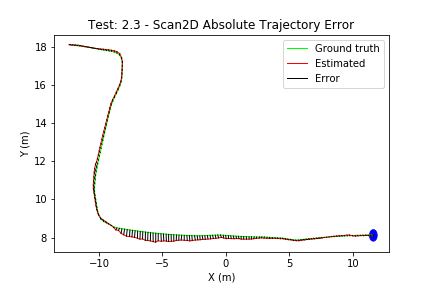 Test: 2.3 - Scan2D Absolute Trajectory Error
Ground truth
Estimated
Error
18
16
14
12
10
8
Y (m)
−10
−5
0
5
10
X (m)